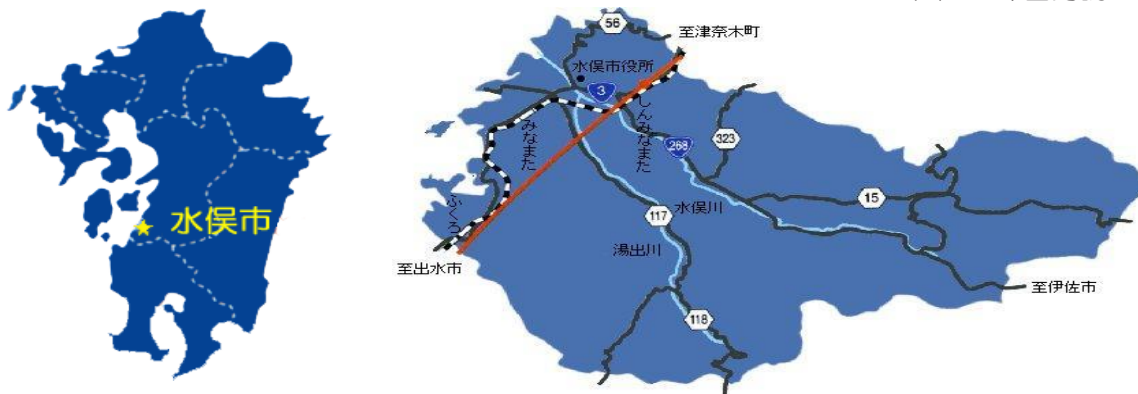 水俣市
56
至津奈木町
水俣市役所
3
しんみなまた
みなまた
323
268
15
ふくろ
117
水俣川
湯出川
至出水市
至伊佐市
118